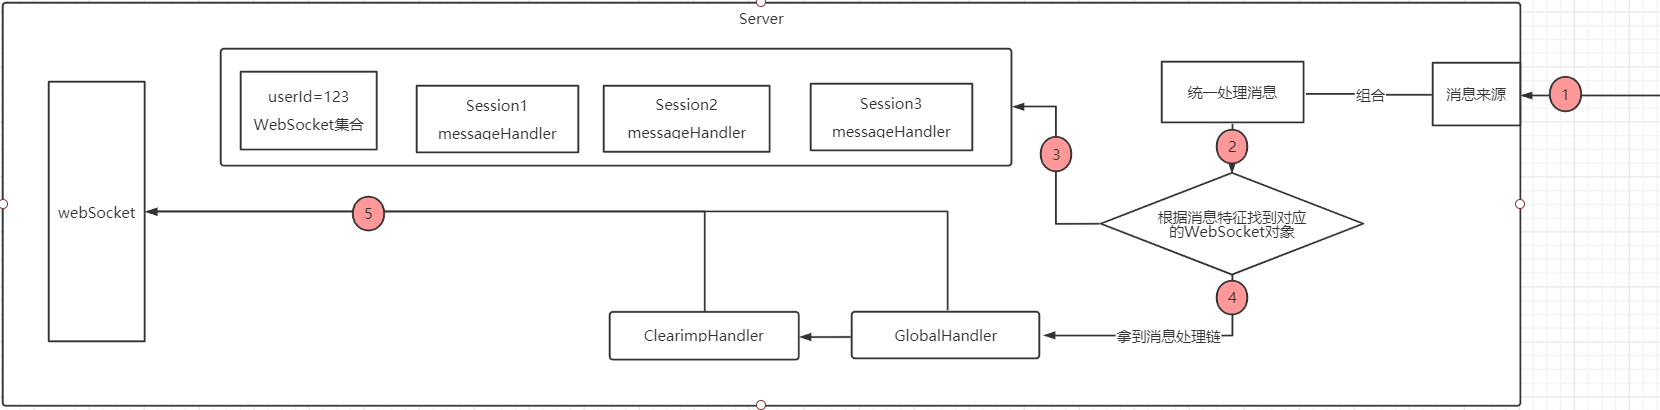 Server
userId=123
WebSocket集合
Session1
messageHandler
Session2
messageHandler
Session3
messageHandler
统一处理消息
组合
消息来源
1
2
3
根据消息特征找到对应
的WebSocket对象
webSocket
5
4
ClearimpHandler
GlobalHandler
拿到消息处理链